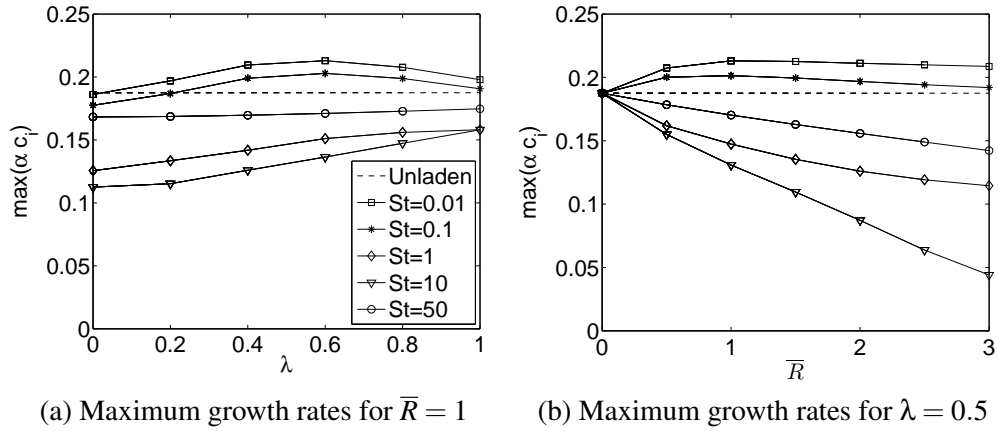 0.25
0.2
0.15
0.1
0.05
0
max(α c_i)
0 0.2 0.4 0.6 0.8 1
λ
Unladen
St=0.01
St=0.1
St=1
St=10
St=50
(a) Maximum growth rates for R̅ = 1
0.25
0.2
0.15
0.1
0.05
0
max(α c_i)
0 1 2 3
R̅
(b) Maximum growth rates for λ = 0.5